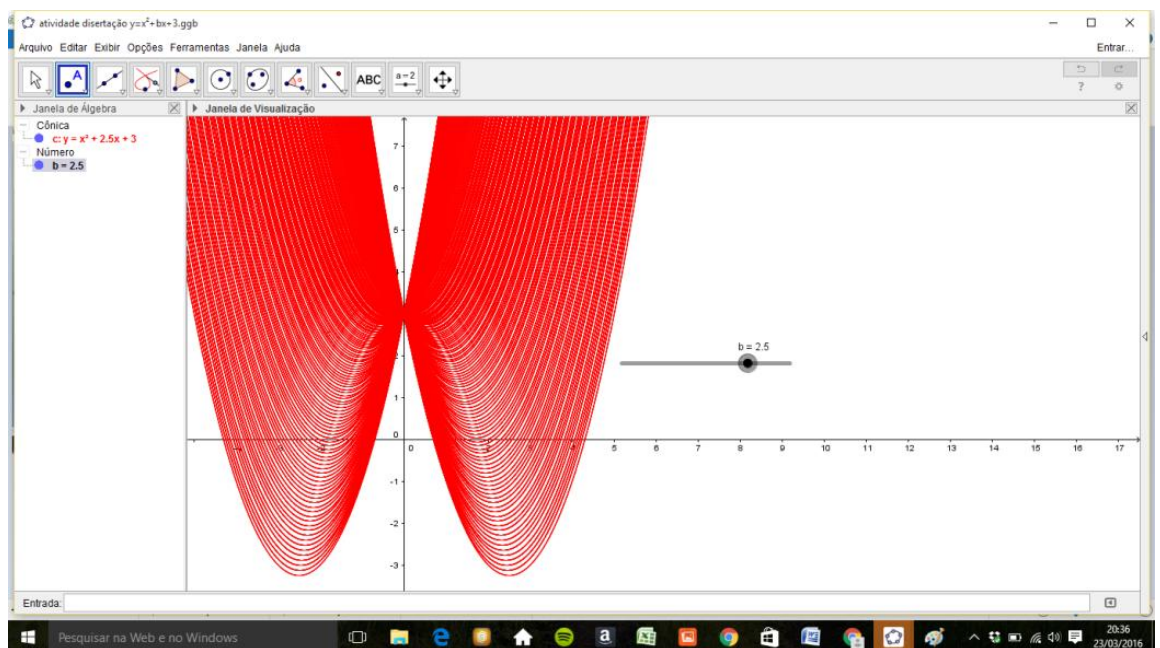 atividade disertação y=x²+bx+3.ggb
Arquivo Editar Exibir Opções Ferramentas Janela Ajuda
Entrar...
A
ABC
a=2
?
Janela de Álgebra
Janela de Visualização
Cônica
c: y = x² + 2.5x + 3
Número
b = 2.5
7
6
5
2
1
0
-1
-2
-3
b = 2.5
0
5
6
7
8
9
10
11
12
13
14
15
16
17
Entrada:
Pesquisar na Web e no Windows
a
20:36
23/03/2016